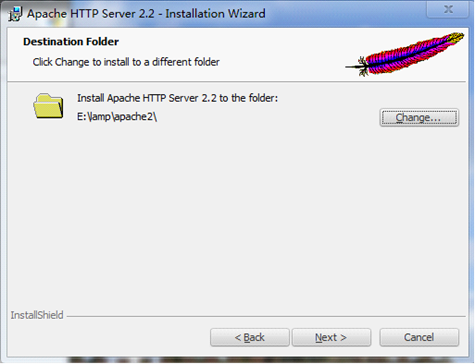 Apache HTTP Server 2.2 - Installation Wizard
Destination Folder
Click Change to install to a different folder
Install Apache HTTP Server 2.2 to the folder:
E:\lamp\apache2\
Change...
InstallShield
< Back
Next >
Cancel